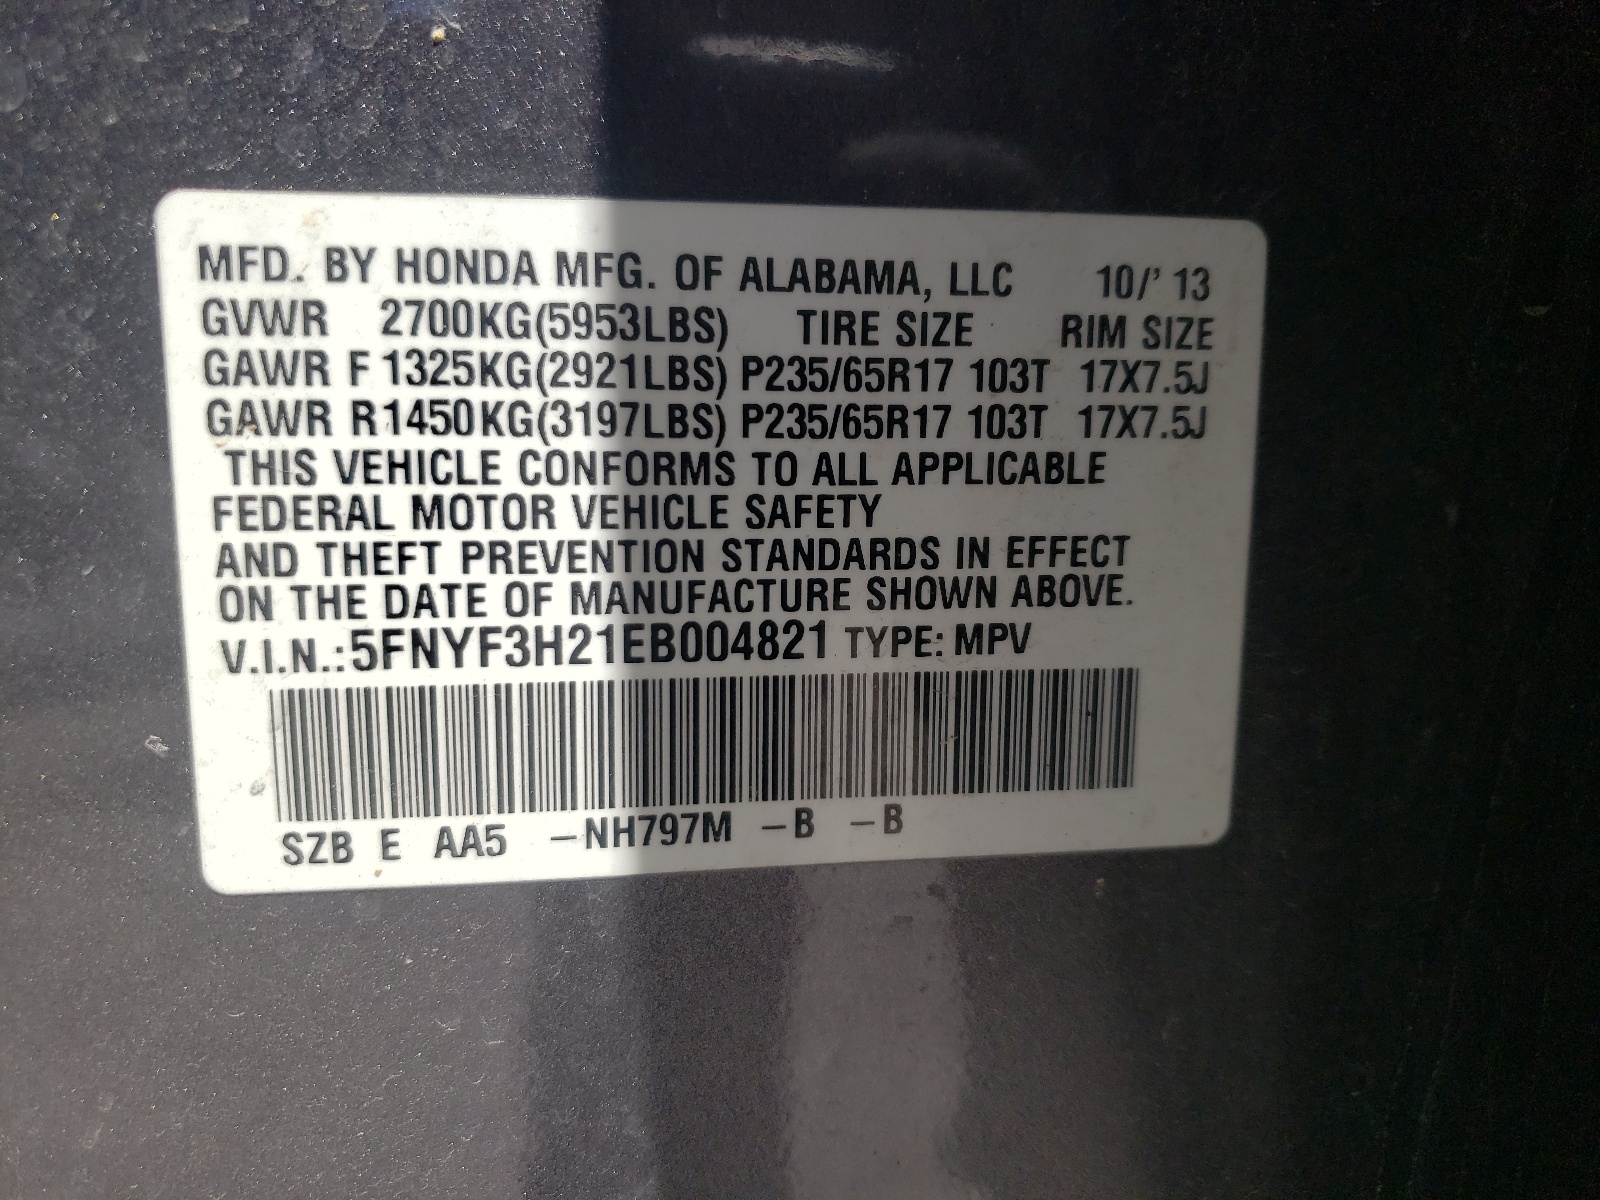 MFD. BY HONDA MFG. OF ALABAMA, LLC 10/' 13
GVWR 2700KG(5953LBS) TIRE SIZE RIM SIZE
GAWR F 1325KG(2921LBS) P235/65R17 103T 17X7.5J
GAWR R1450KG(3197LBS) P235/65R17 103T 17X7.5J
THIS VEHICLE CONFORMS TO ALL APPLICABLE
FEDERAL MOTOR VEHICLE SAFETY
AND THEFT PREVENTION STANDARDS IN EFFECT
ON THE DATE OF MANUFACTURE SHOWN ABOVE.
V.I.N.:5FNYF3H21EB004821 TYPE: MPV
SZB E AA5 -NH797M -B -B